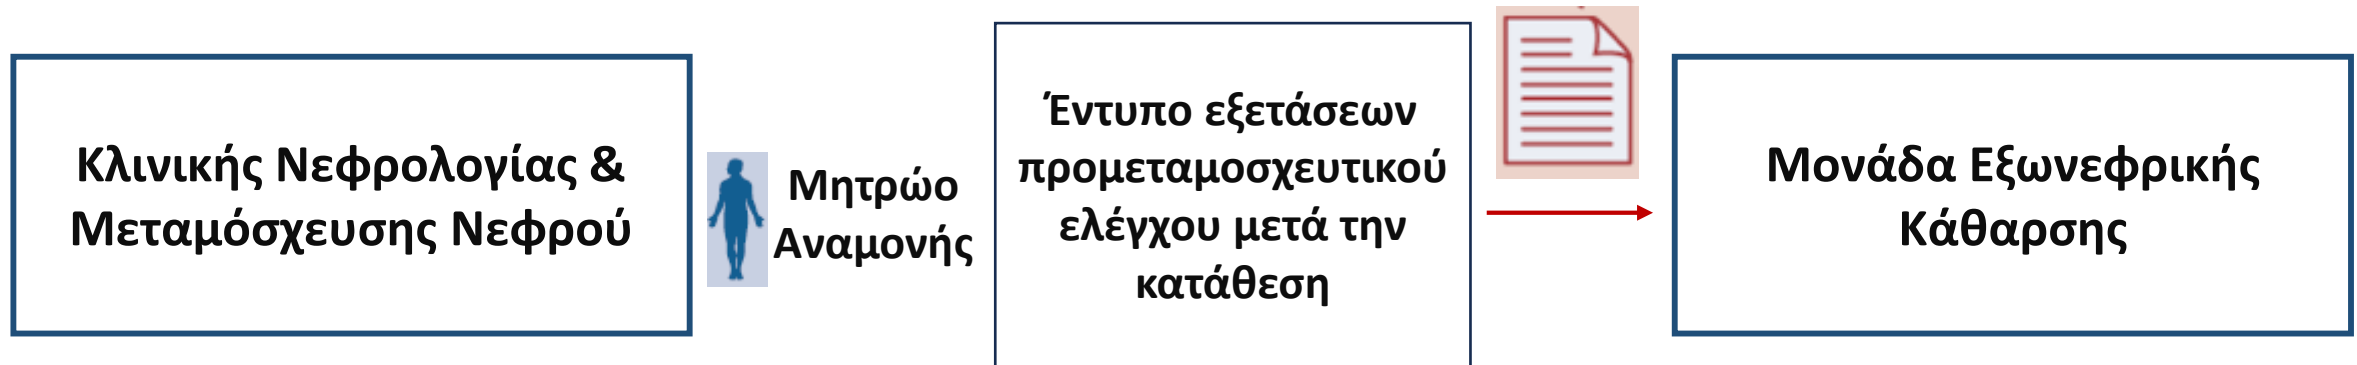 Κλινικής Νεφρολογίας &
Μεταμόσχευσης Νεφρού
Μητρώο
Αναμονής
Έντυπο εξετάσεων
προμεταμοσχευτικού
ελέγχου μετά την
κατάθεση
Μονάδα Εξωνεφρικής
Κάθαρσης